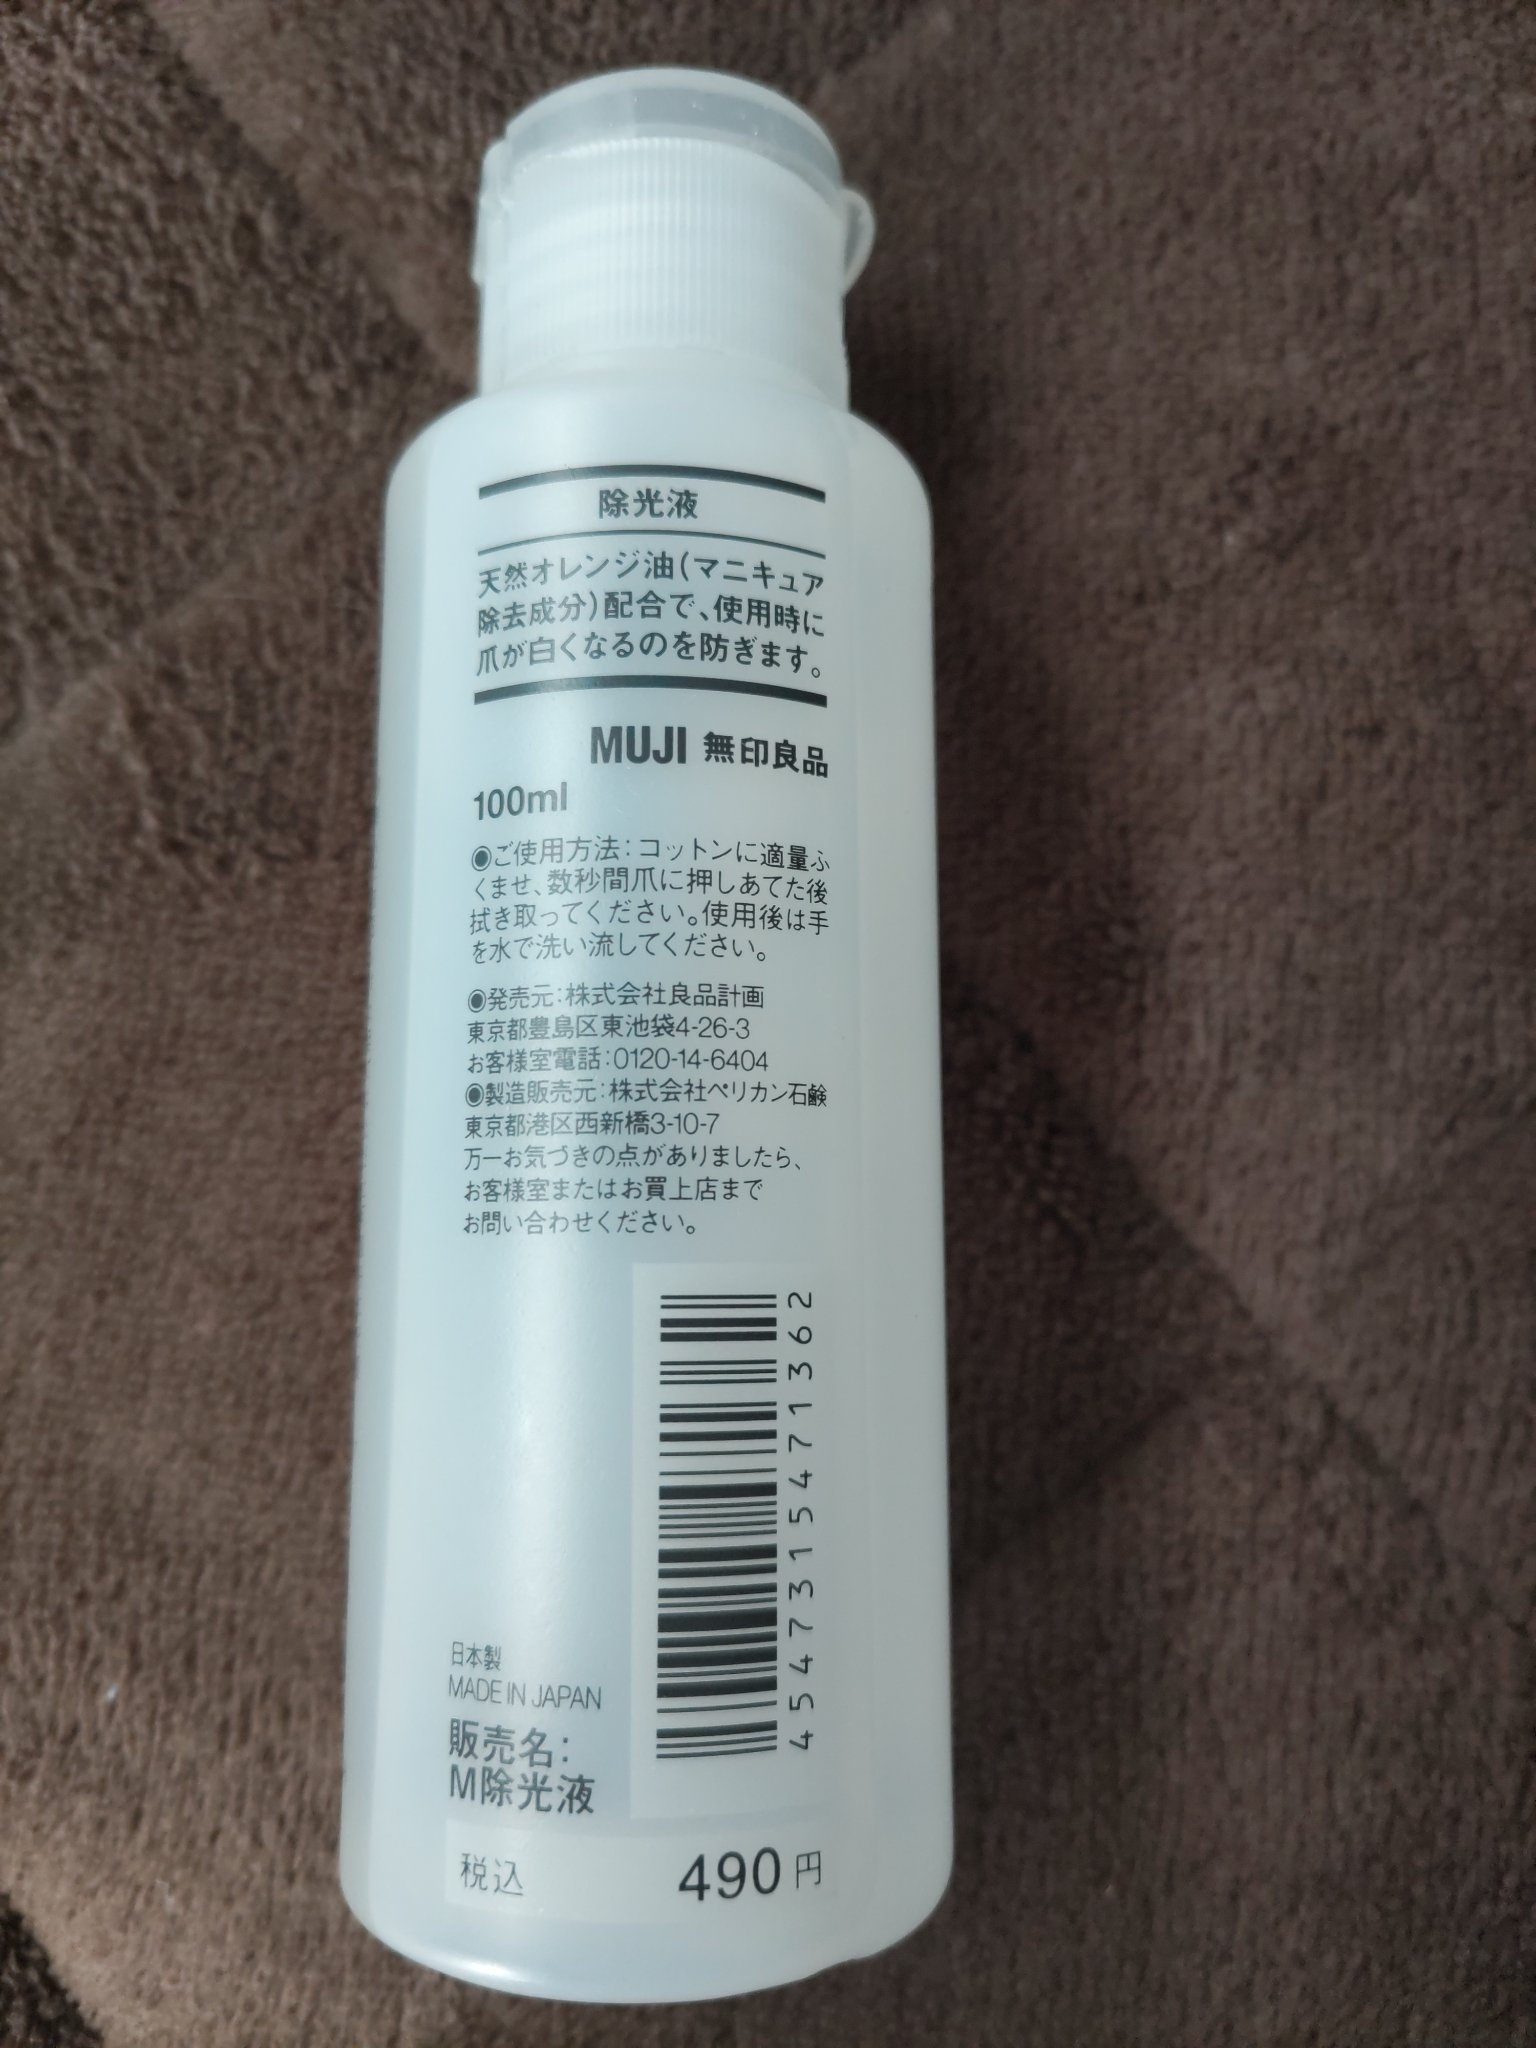 除光液
天然オレンジ油(マニキュア
除去成分)配合で、使用時に
爪が白くなるのを防ぎます。
MUJI 無印良品
100ml
◉ご使用方法：コットンに適量ふ
くませ、数秒間爪に押しあてた後
拭き取ってください。使用後は手
を水で洗い流してください。
◉発売元：株式会社良品計画
東京都豊島区東池袋4-26-3
お客様室電話：0120-14-6404
◉製造販売元：株式会社ペリカン石鹸
東京都港区西新橋3-10-7
万一お気づきの点がありましたら、
お客様室またはお買上店まで
お問い合わせください。
4547315471362
日本製
MADE IN JAPAN
販売名：
M除光液
税込 490円